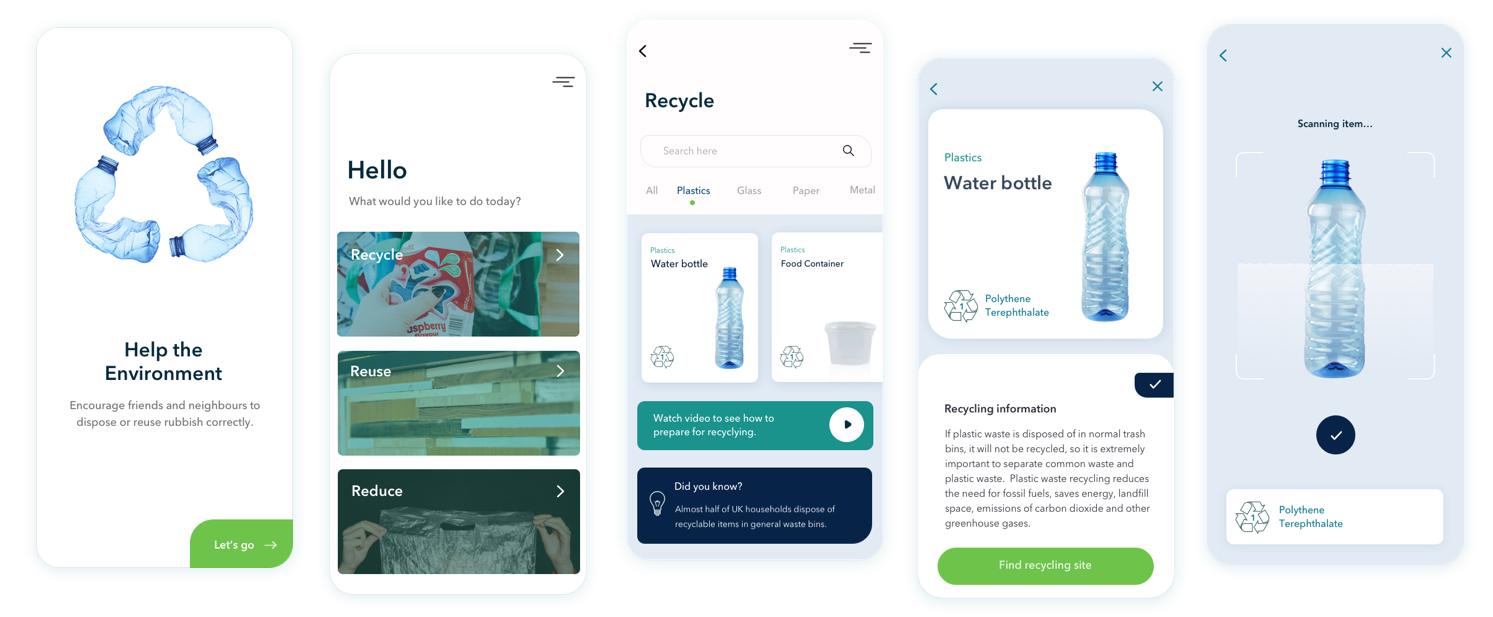 Help the
Environment
Encourage friends and neighbours to
dispose or reuse rubbish correctly.
Let's go
Hello
What would you like to do today?
Recycle
aspberry
Reuse
Reduce
Recycle
Search here
All Plastics Glass Paper Metal
Plastics
Water bottle
1
Plastics
Food Container
1
Watch video to see how to
prepare for recyclying.
Did you know?
Almost half of UK households dispose of
recyclable items in general waste bins.
Plastics
Water bottle
1
Polythene
Terephthalate
Recycling information
If plastic waste is disposed of in normal trash
bins, it will not be recycled, so it is extremely
important to separate common waste and
plastic waste. Plastic waste recycling reduces
the need for fossil fuels, saves energy, landfill
space, emissions of carbon dioxide and other
greenhouse gases.
Find recycling site
Scanning item...
1
Polythene
Terephthalate